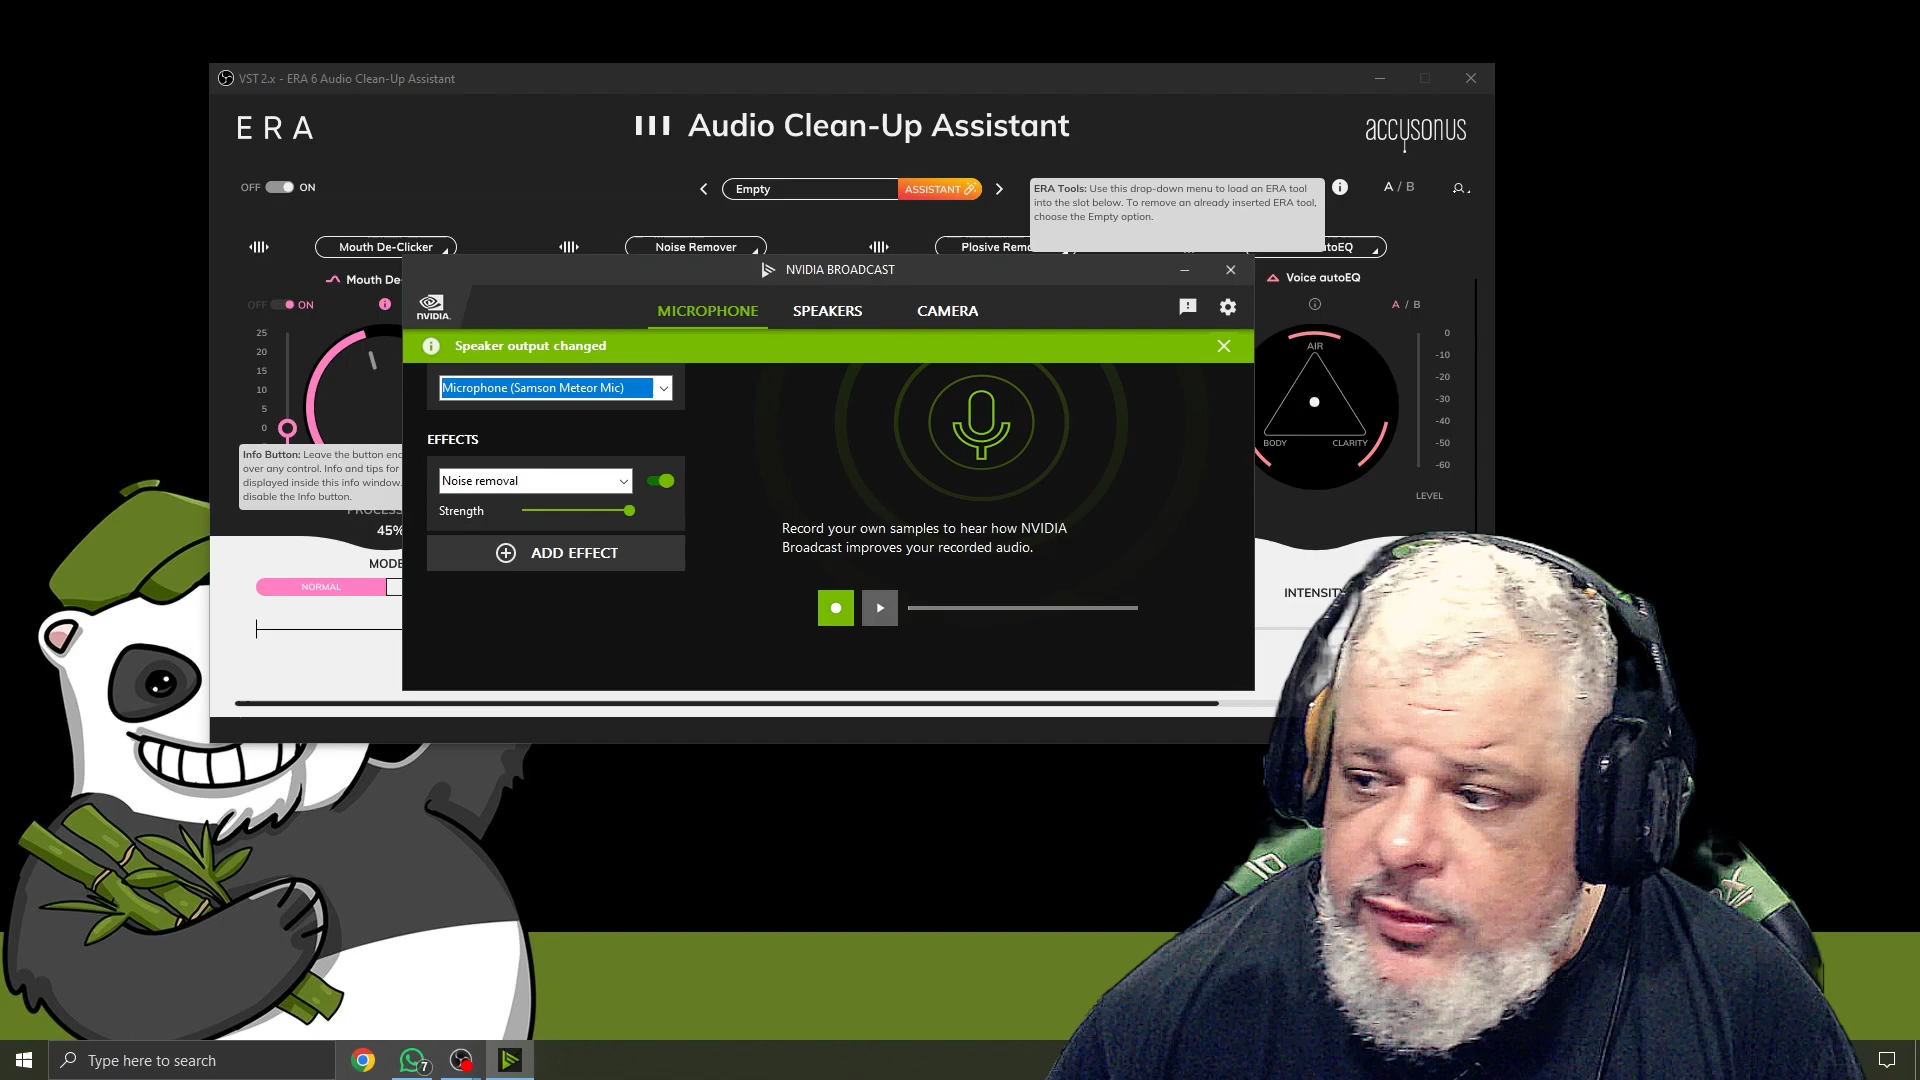 VST 2.x - ERA 6 Audio Clean-Up Assistant
ERA
Audio Clean-Up Assistant
accusonus
OFF ON
Empty
ASSISTANT
ERA Tools: Use this drop-down menu to load an ERA tool
into the slot below. To remove an already inserted ERA tool,
choose the Empty option.
A / B
Mouth De-Clicker
Noise Remover
Plosive Remo
utoEQ
NVIDIA BROADCAST
Mouth De-
Voice autoEQ
OFF ON
A / B
NVIDIA.
MICROPHONE
SPEAKERS
CAMERA
Speaker output changed
Microphone (Samson Meteor Mic)
EFFECTS
Noise removal
Strength
ADD EFFECT
Record your own samples to hear how NVIDIA
Broadcast improves your recorded audio.
25
20
15
10
5
0
Info Button: Leave the button en
over any control. Info and tips for
displayed inside this info window.
disable the Info button.
PROCESS
45%
MODE
NORMAL
AIR
BODY
CLARITY
0
-10
-20
-30
-40
-50
-60
LEVEL
INTENSIT
Type here to search
7